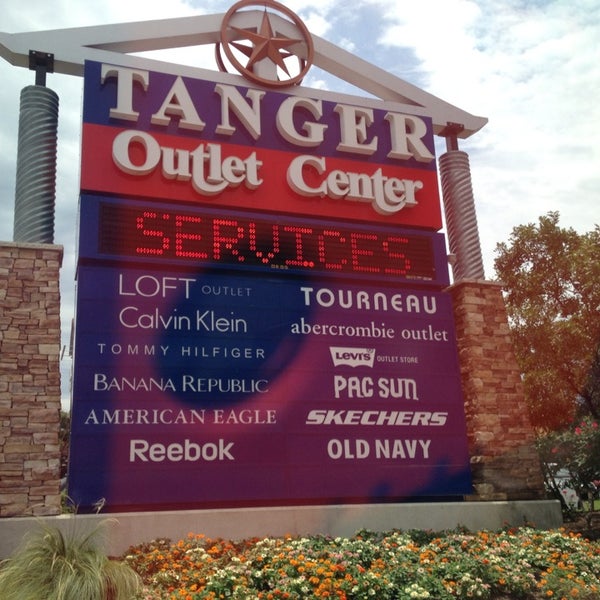 TANGER
Outlet Center
SERVICES
LOFT OUTLET
Calvin Klein
TOMMY HILFIGER
BANANA REPUBLIC
AMERICAN EAGLE
Reebok
TOURNEAU
abercrombie outlet
LEVI'S OUTLET STORE
PAC SUN
SKECHERS
OLD NAVY